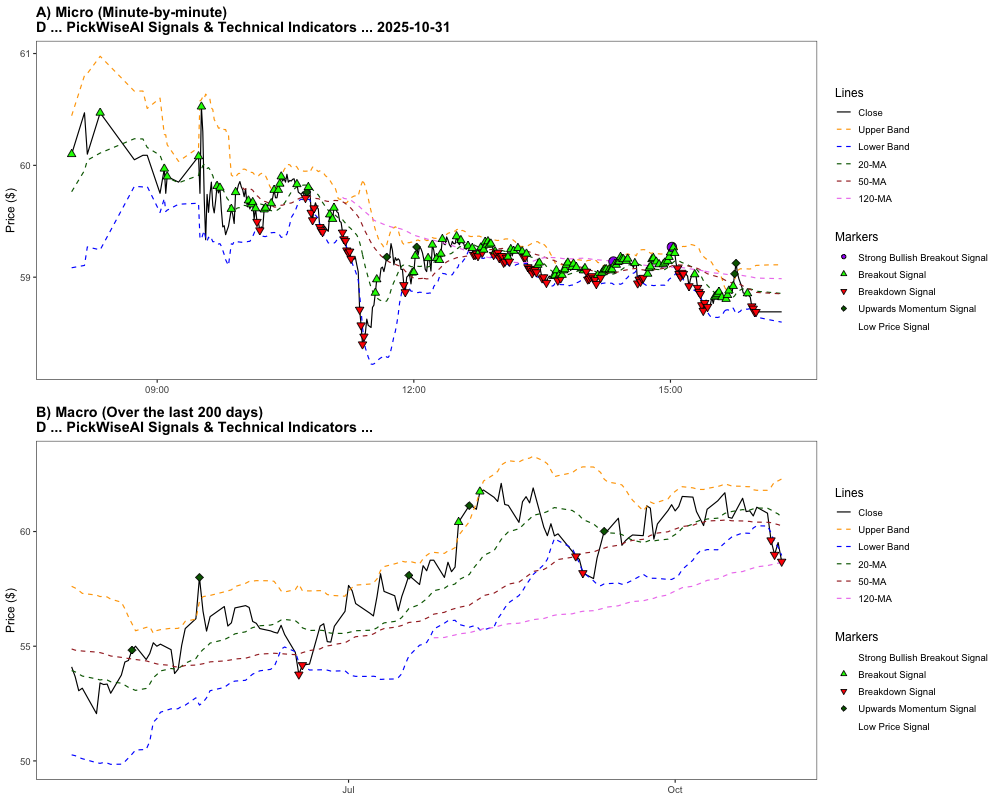 A) Micro (Minute-by-minute)
D ... PickWiseAI Signals & Technical Indicators ... 2025-10-31
61
60
59
Price ($)
09:00
12:00
15:00
Lines
Close
Upper Band
Lower Band
20-MA
50-MA
120-MA
Markers
Strong Bullish Breakout Signal
Breakout Signal
Breakdown Signal
Upwards Momentum Signal
Low Price Signal
B) Macro (Over the last 200 days)
D ... PickWiseAI Signals & Technical Indicators ...
60
55
50
Price ($)
Jul
Oct
Lines
Close
Upper Band
Lower Band
20-MA
50-MA
120-MA
Markers
Strong Bullish Breakout Signal
Breakout Signal
Breakdown Signal
Upwards Momentum Signal
Low Price Signal